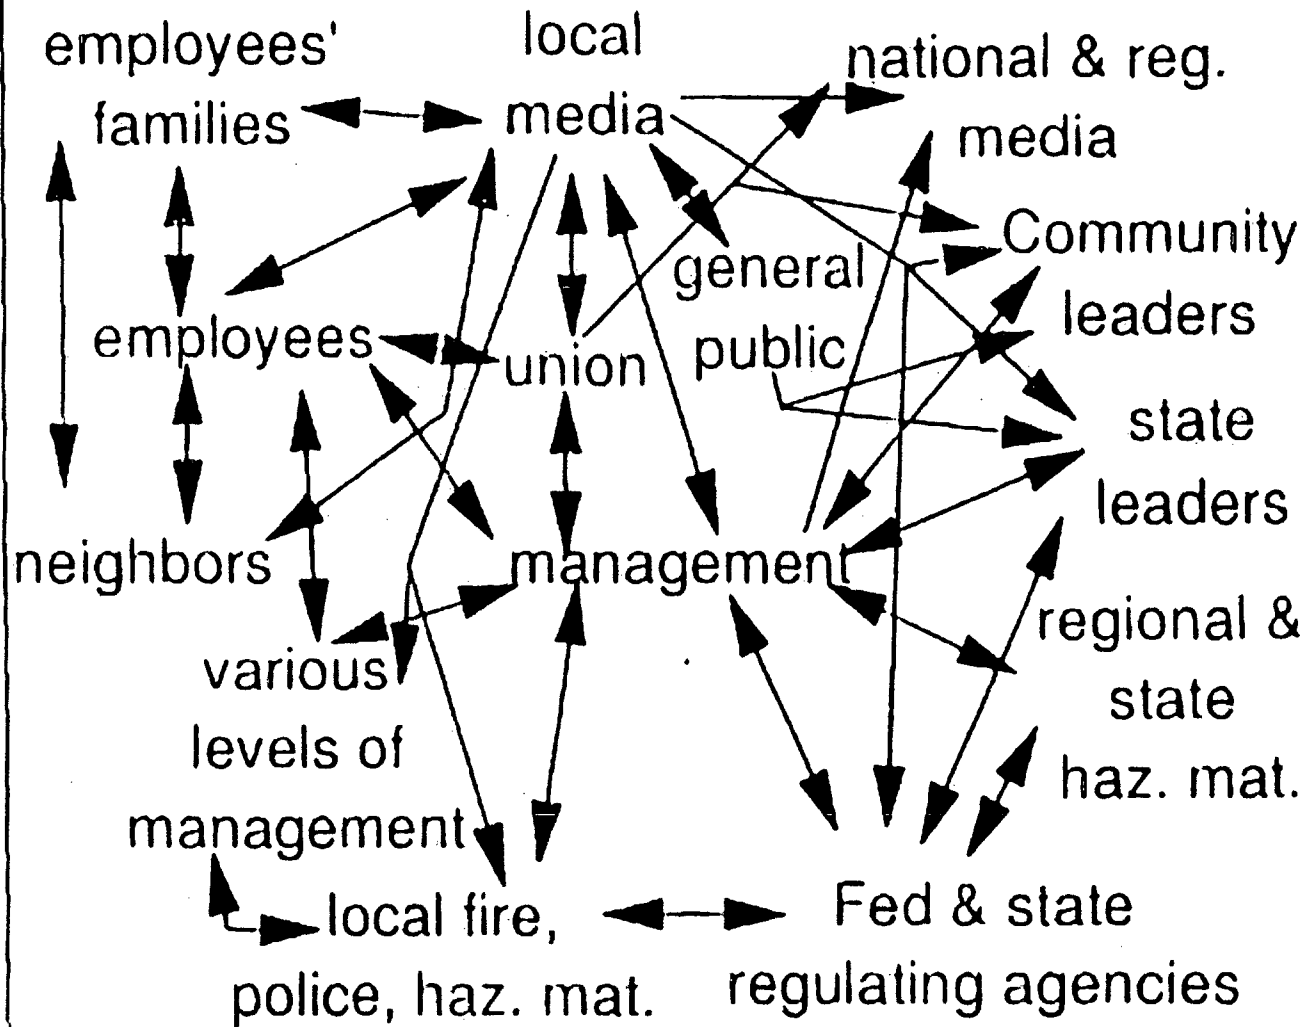 employees'
families
local
media
national & reg.
media
Community
leaders
general
public
employees
union
state
leaders
neighbors
management
regional &
state
haz. mat.
various
levels of
management
local fire,
police, haz. mat.
Fed & state
regulating agencies